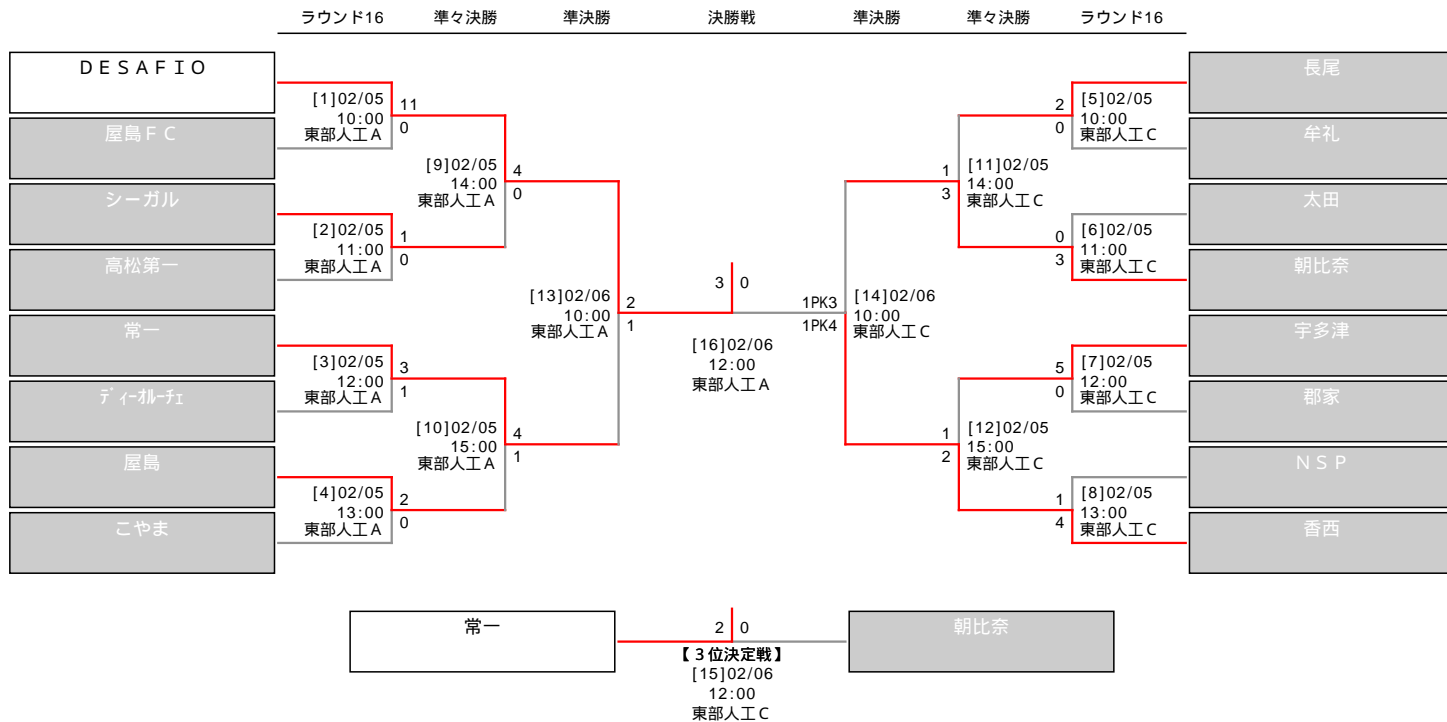 ラウンド16 準々決勝 準決勝 決勝戦 準決勝 準々決勝 ラウンド16
ＤＥＳＡＦＩＯ
屋島ＦＣ
シーガル
高松第一
常一
ディーオルーチェ
屋島
こやま
[1]02/05
10:00
東部人工Ａ
11
0
[2]02/05
11:00
東部人工Ａ
1
0
[3]02/05
12:00
東部人工Ａ
3
1
[4]02/05
13:00
東部人工Ａ
2
0
[9]02/05
14:00
東部人工Ａ
4
0
[10]02/05
15:00
東部人工Ａ
4
1
[13]02/06
10:00
東部人工Ａ
2
1
3 0
[16]02/06
12:00
東部人工Ａ
1PK3
1PK4
[14]02/06
10:00
東部人工Ｃ
1
3
[11]02/05
14:00
東部人工Ｃ
1
2
[12]02/05
15:00
東部人工Ｃ
2
0
[5]02/05
10:00
東部人工Ｃ
0
3
[6]02/05
11:00
東部人工Ｃ
5
0
[7]02/05
12:00
東部人工Ｃ
1
4
[8]02/05
13:00
東部人工Ｃ
長尾
牟礼
太田
朝比奈
宇多津
郡家
ＮＳＰ
香西
常一
2 0
朝比奈
【３位決定戦】
[15]02/06
12:00
東部人工Ｃ